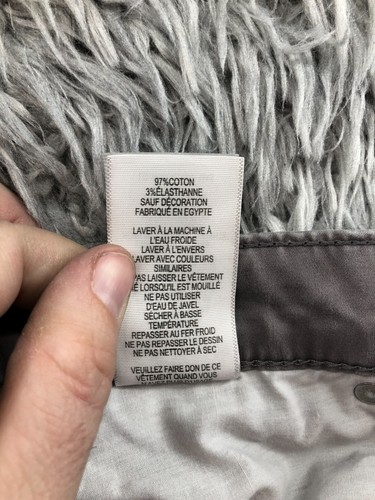 97%COTON
3%ÉLASTHANNE
SAUF DÉCORATION
FABRIQUÉ EN EGYPTE
LAVER À LA MACHINE À
L'EAU FROIDE
LAVER À L'ENVERS
LAVER AVEC COULEURS
SIMILAIRES
PAS LAISSER LE VÊTEMENT
É LORSQU'IL EST MOUILLÉ
NE PAS UTILISER
D'EAU DE JAVEL
SÉCHER À BASSE
TEMPÉRATURE
REPASSER AU FER FROID
NE PAS REPASSER LE DESSIN
NE PAS NETTOYER À SEC
VEUILLEZ FAIRE DON DE CE
VÊTEMENT QUAND VOUS